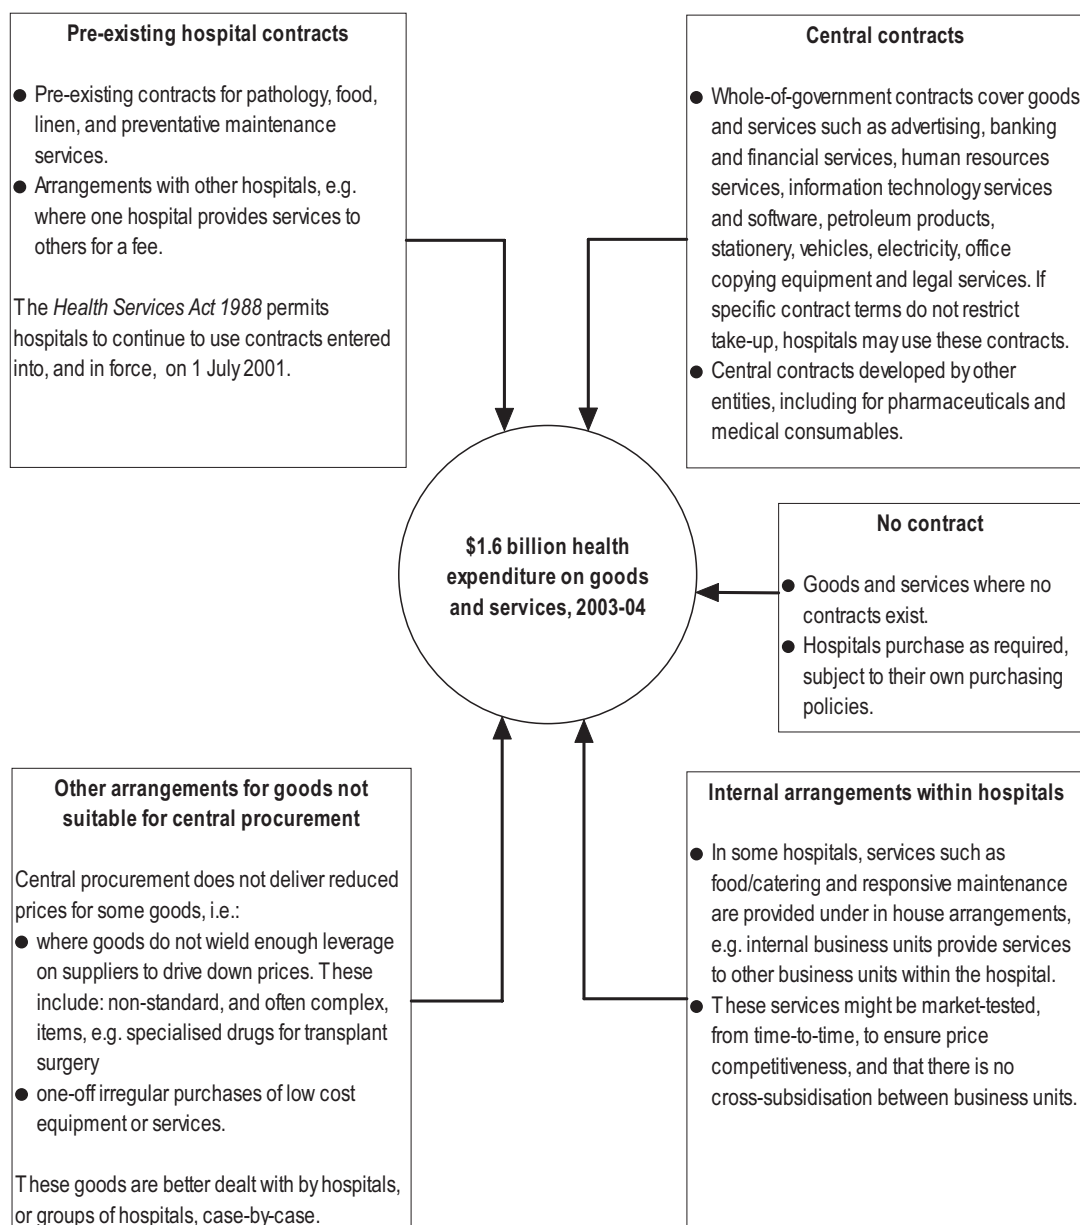 Pre-existing hospital contracts
● Pre-existing contracts for pathology, food,
linen, and preventative maintenance
services.
● Arrangements with other hospitals, e.g.
where one hospital provides services to
others for a fee.
The Health Services Act 1988 permits
hospitals to continue to use contracts entered
into, and in force, on 1 July 2001.
Central contracts
● Whole-of-government contracts cover goods
and services such as advertising, banking
and financial services, human resources
services, information technology services
and software, petroleum products,
stationery, vehicles, electricity, office
copying equipment and legal services. If
specific contract terms do not restrict
take-up, hospitals may use these contracts.
● Central contracts developed by other
entities, including for pharmaceuticals and
medical consumables.
$1.6 billion health
expenditure on goods
and services, 2003-04
No contract
● Goods and services where no
contracts exist.
● Hospitals purchase as required,
subject to their own purchasing
policies.
Other arrangements for goods not
suitable for central procurement
Central procurement does not deliver reduced
prices for some goods, i.e.:
● where goods do not wield enough leverage
on suppliers to drive down prices. These
include: non-standard, and often complex,
items, e.g. specialised drugs for transplant
surgery
● one-off irregular purchases of low cost
equipment or services.
These goods are better dealt with by hospitals,
or groups of hospitals, case-by-case.
Internal arrangements within hospitals
● In some hospitals, services such as
food/catering and responsive maintenance
are provided under in house arrangements,
e.g. internal business units provide services
to other business units within the hospital.
● These services might be market-tested,
from time-to-time, to ensure price
competitiveness, and that there is no
cross-subsidisation between business units.